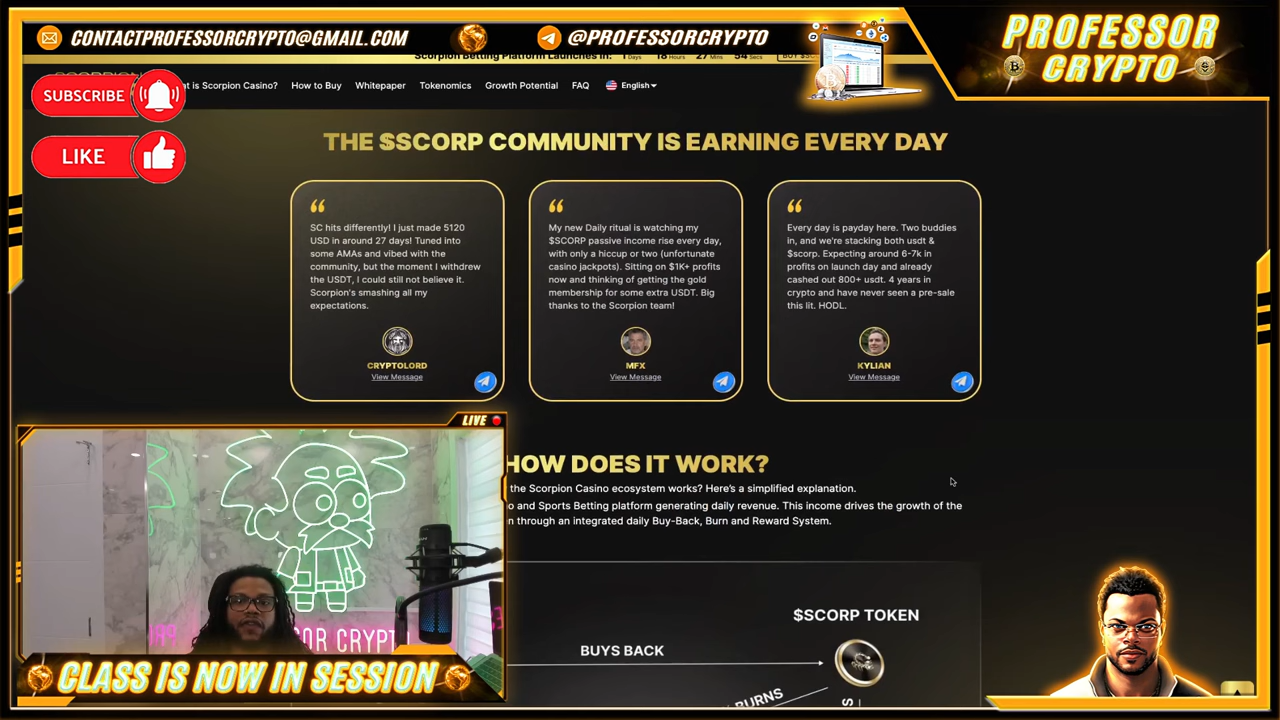 CONTACTPROFESSORCRYPTO@GMAIL.COM
@PROFESSORCRYPTO
PROFESSOR
CRYPTO
Scorpion Betting Platform Launches In: 1 Days 18 Hours 27 Mins 54 Secs
SUBSCRIBE
t is Scorpion Casino?
How to Buy
Whitepaper
Tokenomics
Growth Potential
FAQ
English
LIKE
THE $SCORP COMMUNITY IS EARNING EVERY DAY
SC hits differently! I just made 5120
USD in around 27 days! Tuned into
some AMAs and vibed with the
community, but the moment I withdrew
the USDT, I could still not believe it.
Scorpion's smashing all my
expectations.
CRYPTOLORD
View Message
My new Daily ritual is watching my
$SCORP passive income rise every day,
with only a hiccup or two (unfortunate
casino jackpots). Sitting on $1K+ profits
now and thinking of getting the gold
membership for some extra USDT. Big
thanks to the Scorpion team!
MFX
View Message
Every day is payday here. Two buddies
in, and we're stacking both usdt &
$scorp. Expecting around 6-7k in
profits on launch day and already
cashed out 800+ usdt. 4 years in
crypto and have never seen a pre-sale
this lit. HODL.
KYLIAN
View Message
LIVE
HOW DOES IT WORK?
the Scorpion Casino ecosystem works? Here's a simplified explanation.
o and Sports Betting platform generating daily revenue. This income drives the growth of the
n through an integrated daily Buy-Back, Burn and Reward System.
$SCORP TOKEN
BUYS BACK
BURNS
S
SOR CRYPT
CLASS IS NOW IN SESSION